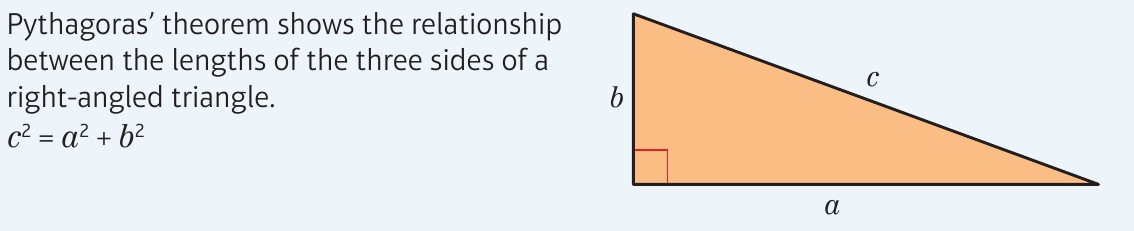 Pythagoras’ theorem shows the relationship
between the lengths of the three sides of a
right-angled triangle.
c² = a² + b²
b
c
a